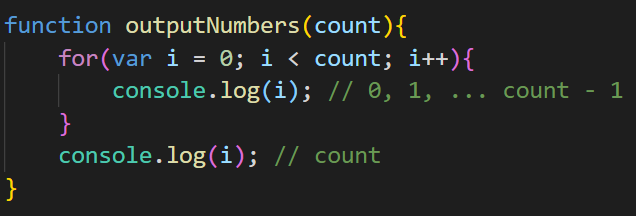 function outputNumbers(count){
    for(var i = 0; i < count; i++){
        console.log(i); // 0, 1, ... count - 1
    }
    console.log(i); // count
}